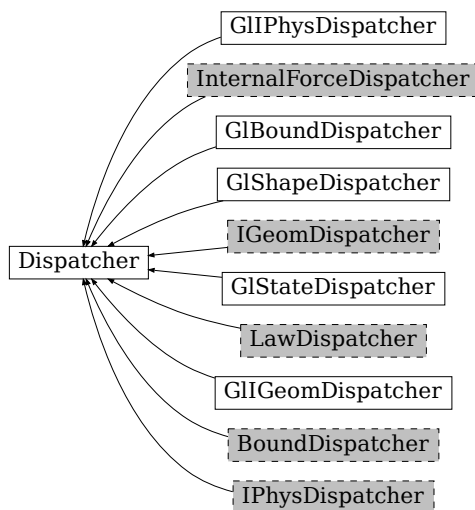 GlIPhysDispatcher
InternalForceDispatcher
GlBoundDispatcher
GlShapeDispatcher
IGeomDispatcher
Dispatcher
GlStateDispatcher
LawDispatcher
GlIGeomDispatcher
BoundDispatcher
IPhysDispatcher